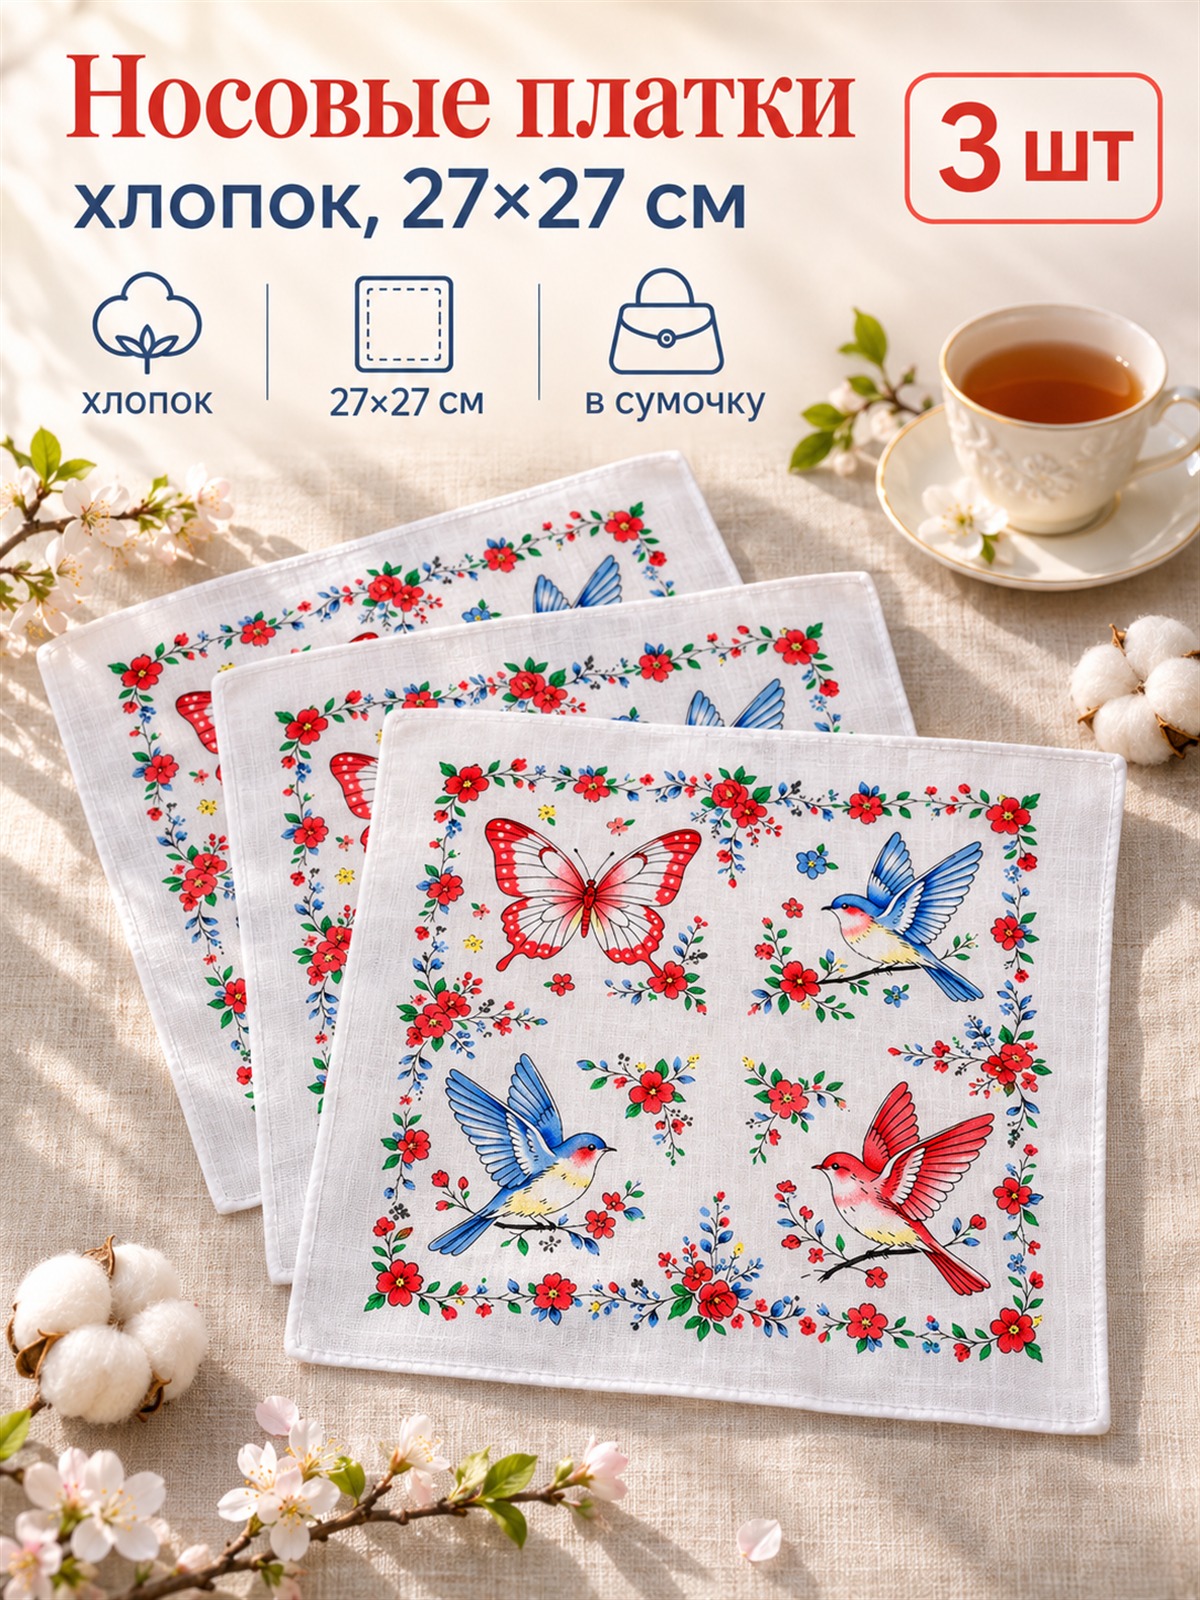 Носовые платки
3 шт
хлопок, 27×27 см
хлопок
27×27 см
в сумочку